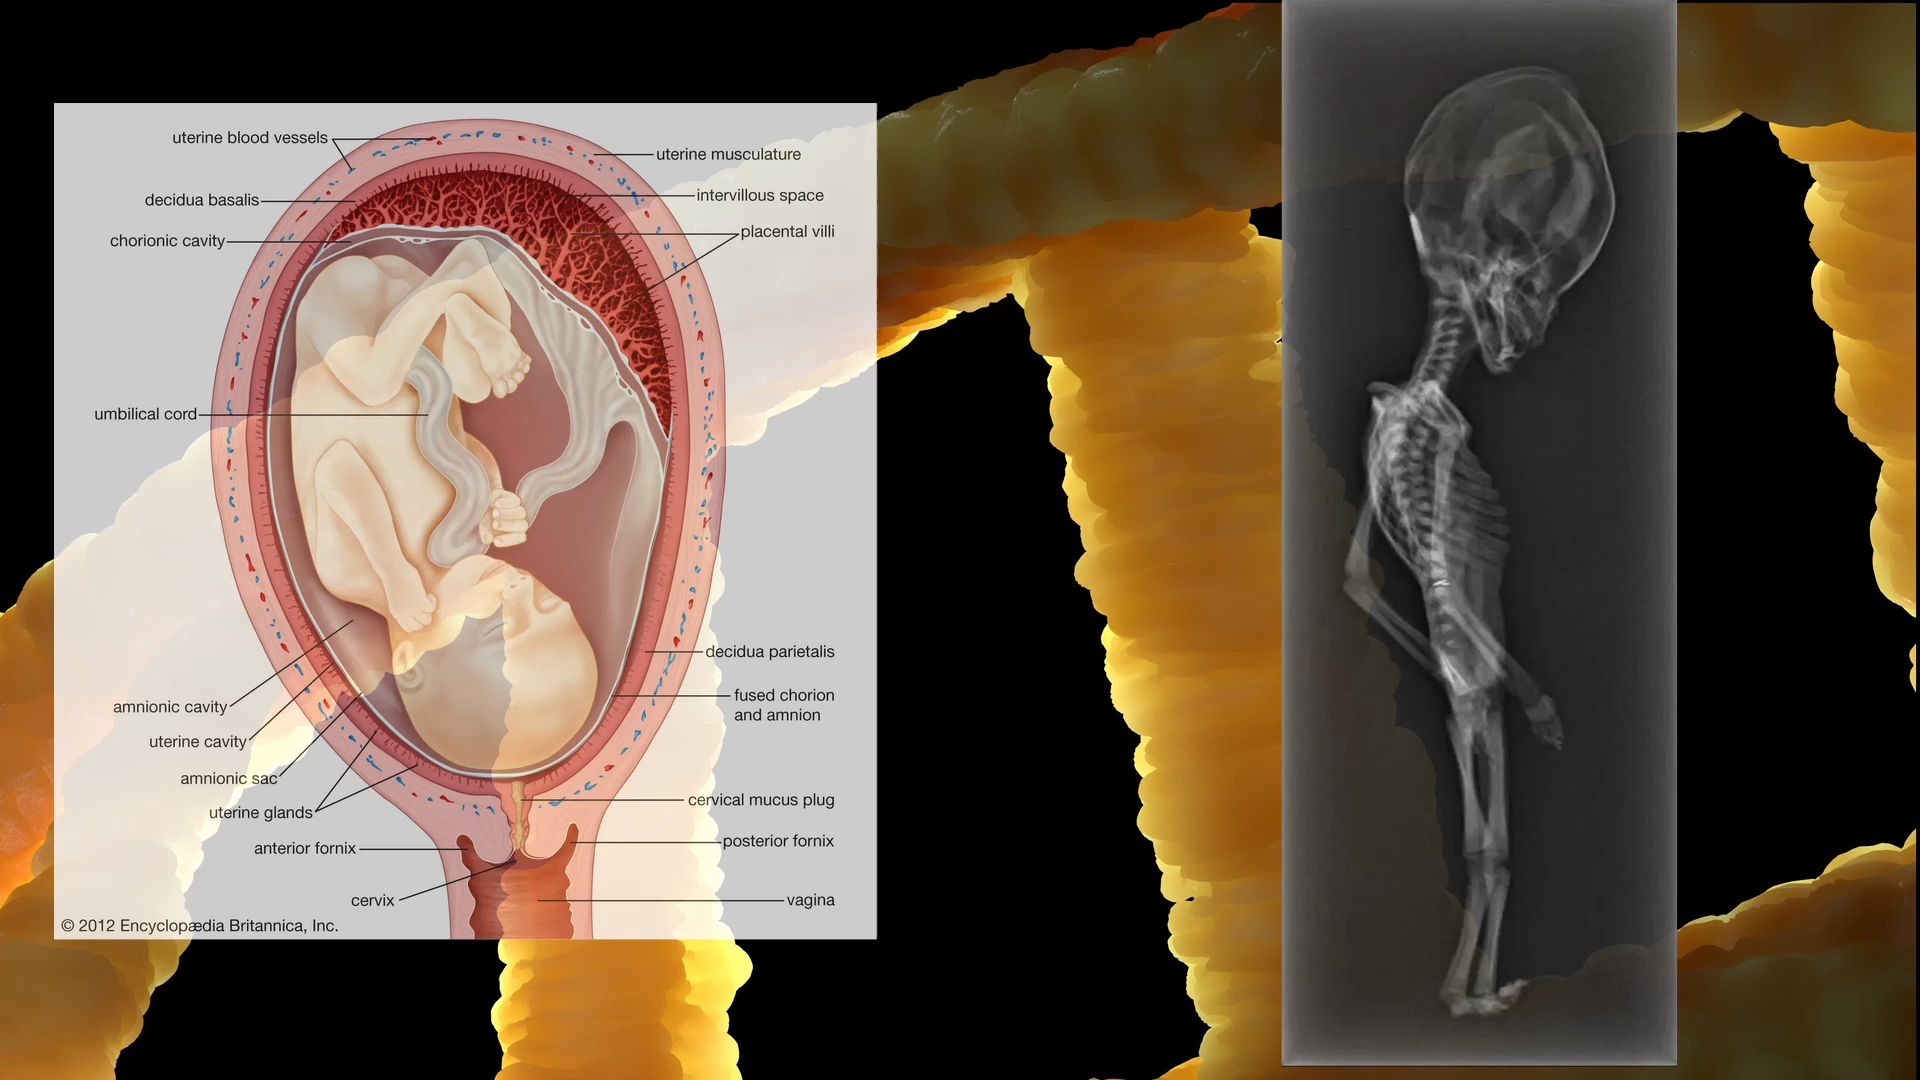 uterine blood vessels
uterine musculature
decidua basalis
intervillous space
chorionic cavity
placental villi
umbilical cord
decidua parietalis
fused chorion
and amnion
amnionic cavity
uterine cavity
amnionic sac
uterine glands
cervical mucus plug
anterior fornix
posterior fornix
cervix
vagina
© 2012 Encyclopædia Britannica, Inc.